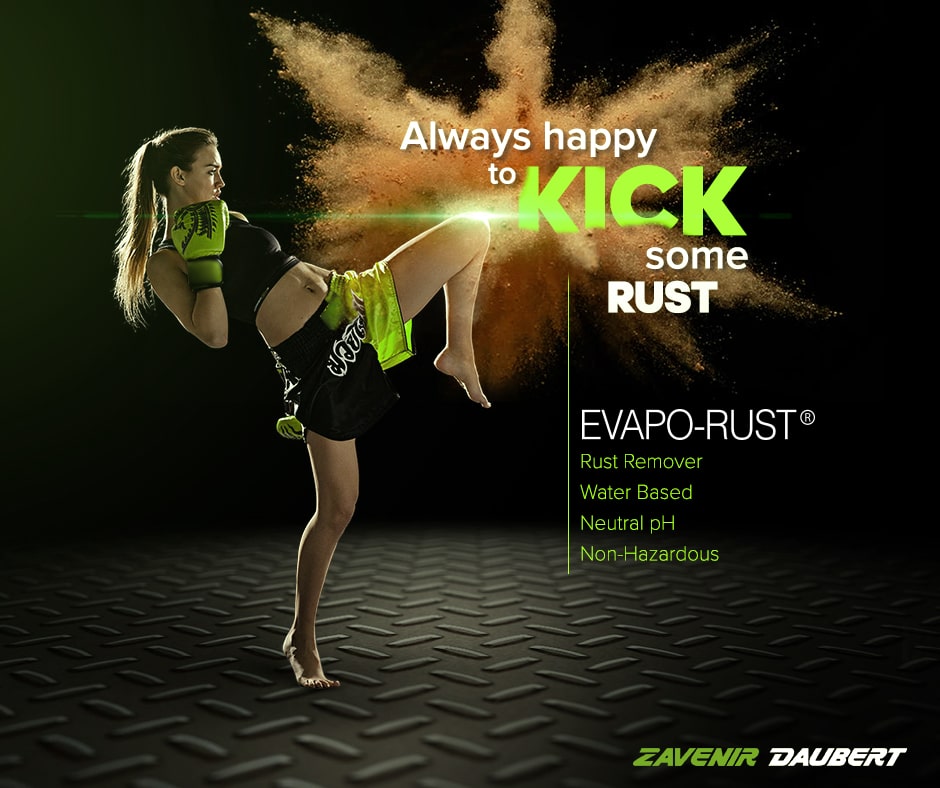 Always happy
to KICK
some
RUST
EVAPO-RUST®
Rust Remover
Water Based
Neutral pH
Non-Hazardous
ZAVENIR DAUBERT